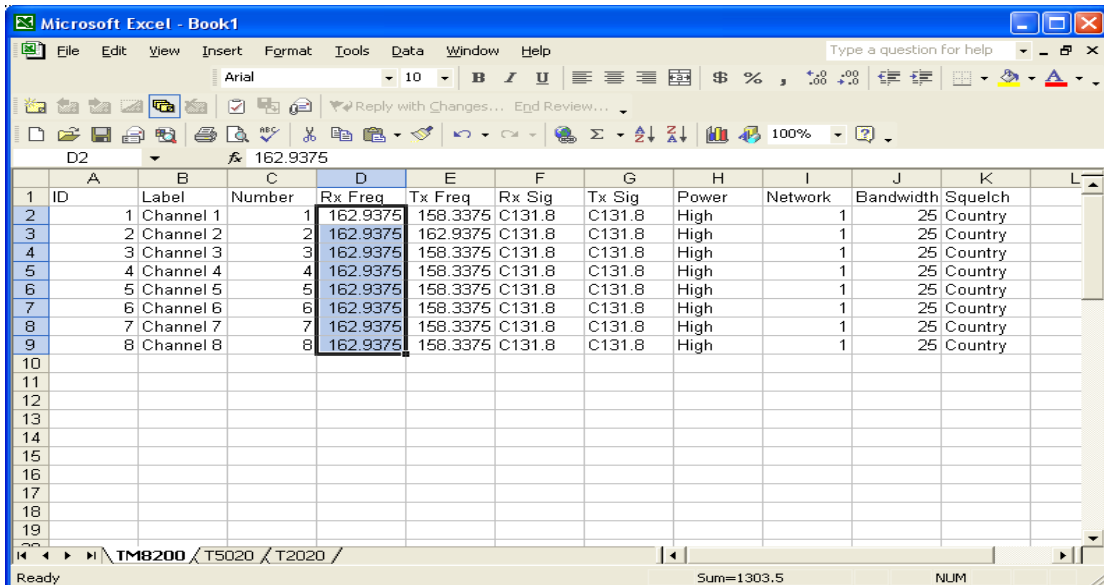 Microsoft Excel - Book1
File Edit View Insert Format Tools Data Window Help Type a question for help
Arial 10 B I U $ % , .00 .00 A
Reply with Changes... End Review...
ABC Σ 100%
D2 fx 162.9375
A B C D E F G H I J K L
1 ID Label Number Rx Freq Tx Freq Rx Sig Tx Sig Power Network Bandwidth Squelch
2 1 Channel 1 1 162.9375 158.3375 C131.8 C131.8 High 1 25 Country
3 2 Channel 2 2 162.9375 162.9375 C131.8 C131.8 High 1 25 Country
4 3 Channel 3 3 162.9375 158.3375 C131.8 C131.8 High 1 25 Country
5 4 Channel 4 4 162.9375 158.3375 C131.8 C131.8 High 1 25 Country
6 5 Channel 5 5 162.9375 158.3375 C131.8 C131.8 High 1 25 Country
7 6 Channel 6 6 162.9375 158.3375 C131.8 C131.8 High 1 25 Country
8 7 Channel 7 7 162.9375 158.3375 C131.8 C131.8 High 1 25 Country
9 8 Channel 8 8 162.9375 158.3375 C131.8 C131.8 High 1 25 Country
10
11
12
13
14
15
16
17
18
19
TM8200 / T5020 / T2020 /
Ready Sum=1303.5 NUM